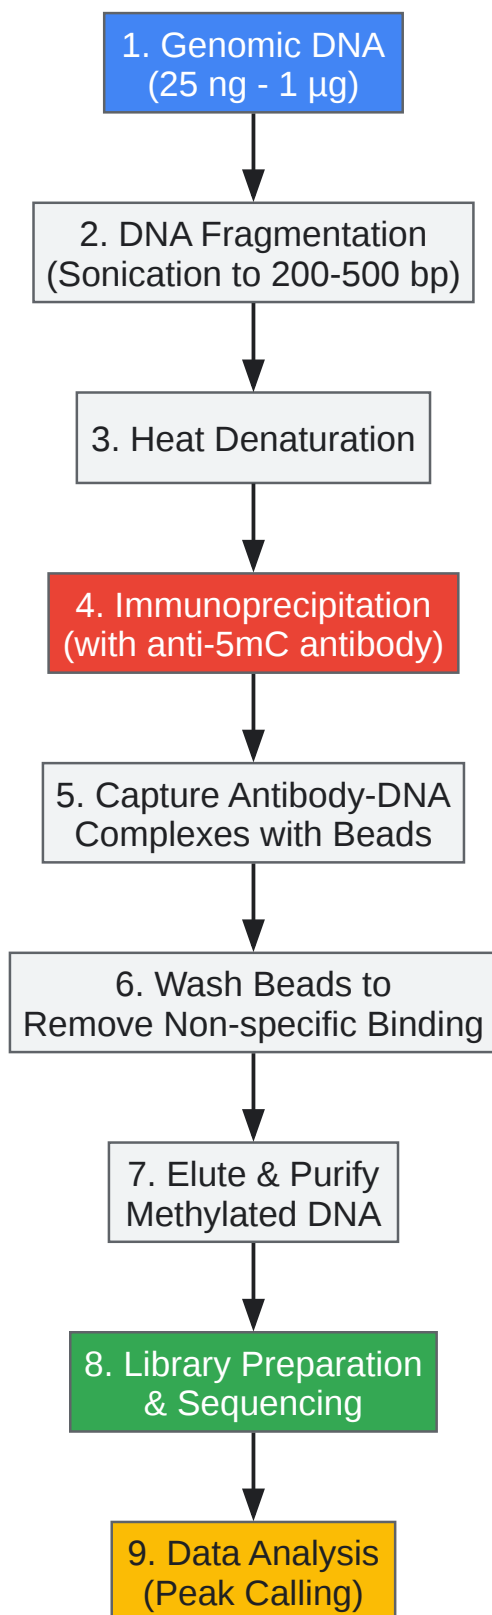 1. Genomic DNA
(25 ng - 1 µg)
2. DNA Fragmentation
(Sonication to 200-500 bp)
3. Heat Denaturation
4. Immunoprecipitation
(with anti-5mC antibody)
5. Capture Antibody-DNA
Complexes with Beads
6. Wash Beads to
Remove Non-specific Binding
7. Elute & Purify
Methylated DNA
8. Library Preparation
& Sequencing
9. Data Analysis
(Peak Calling)